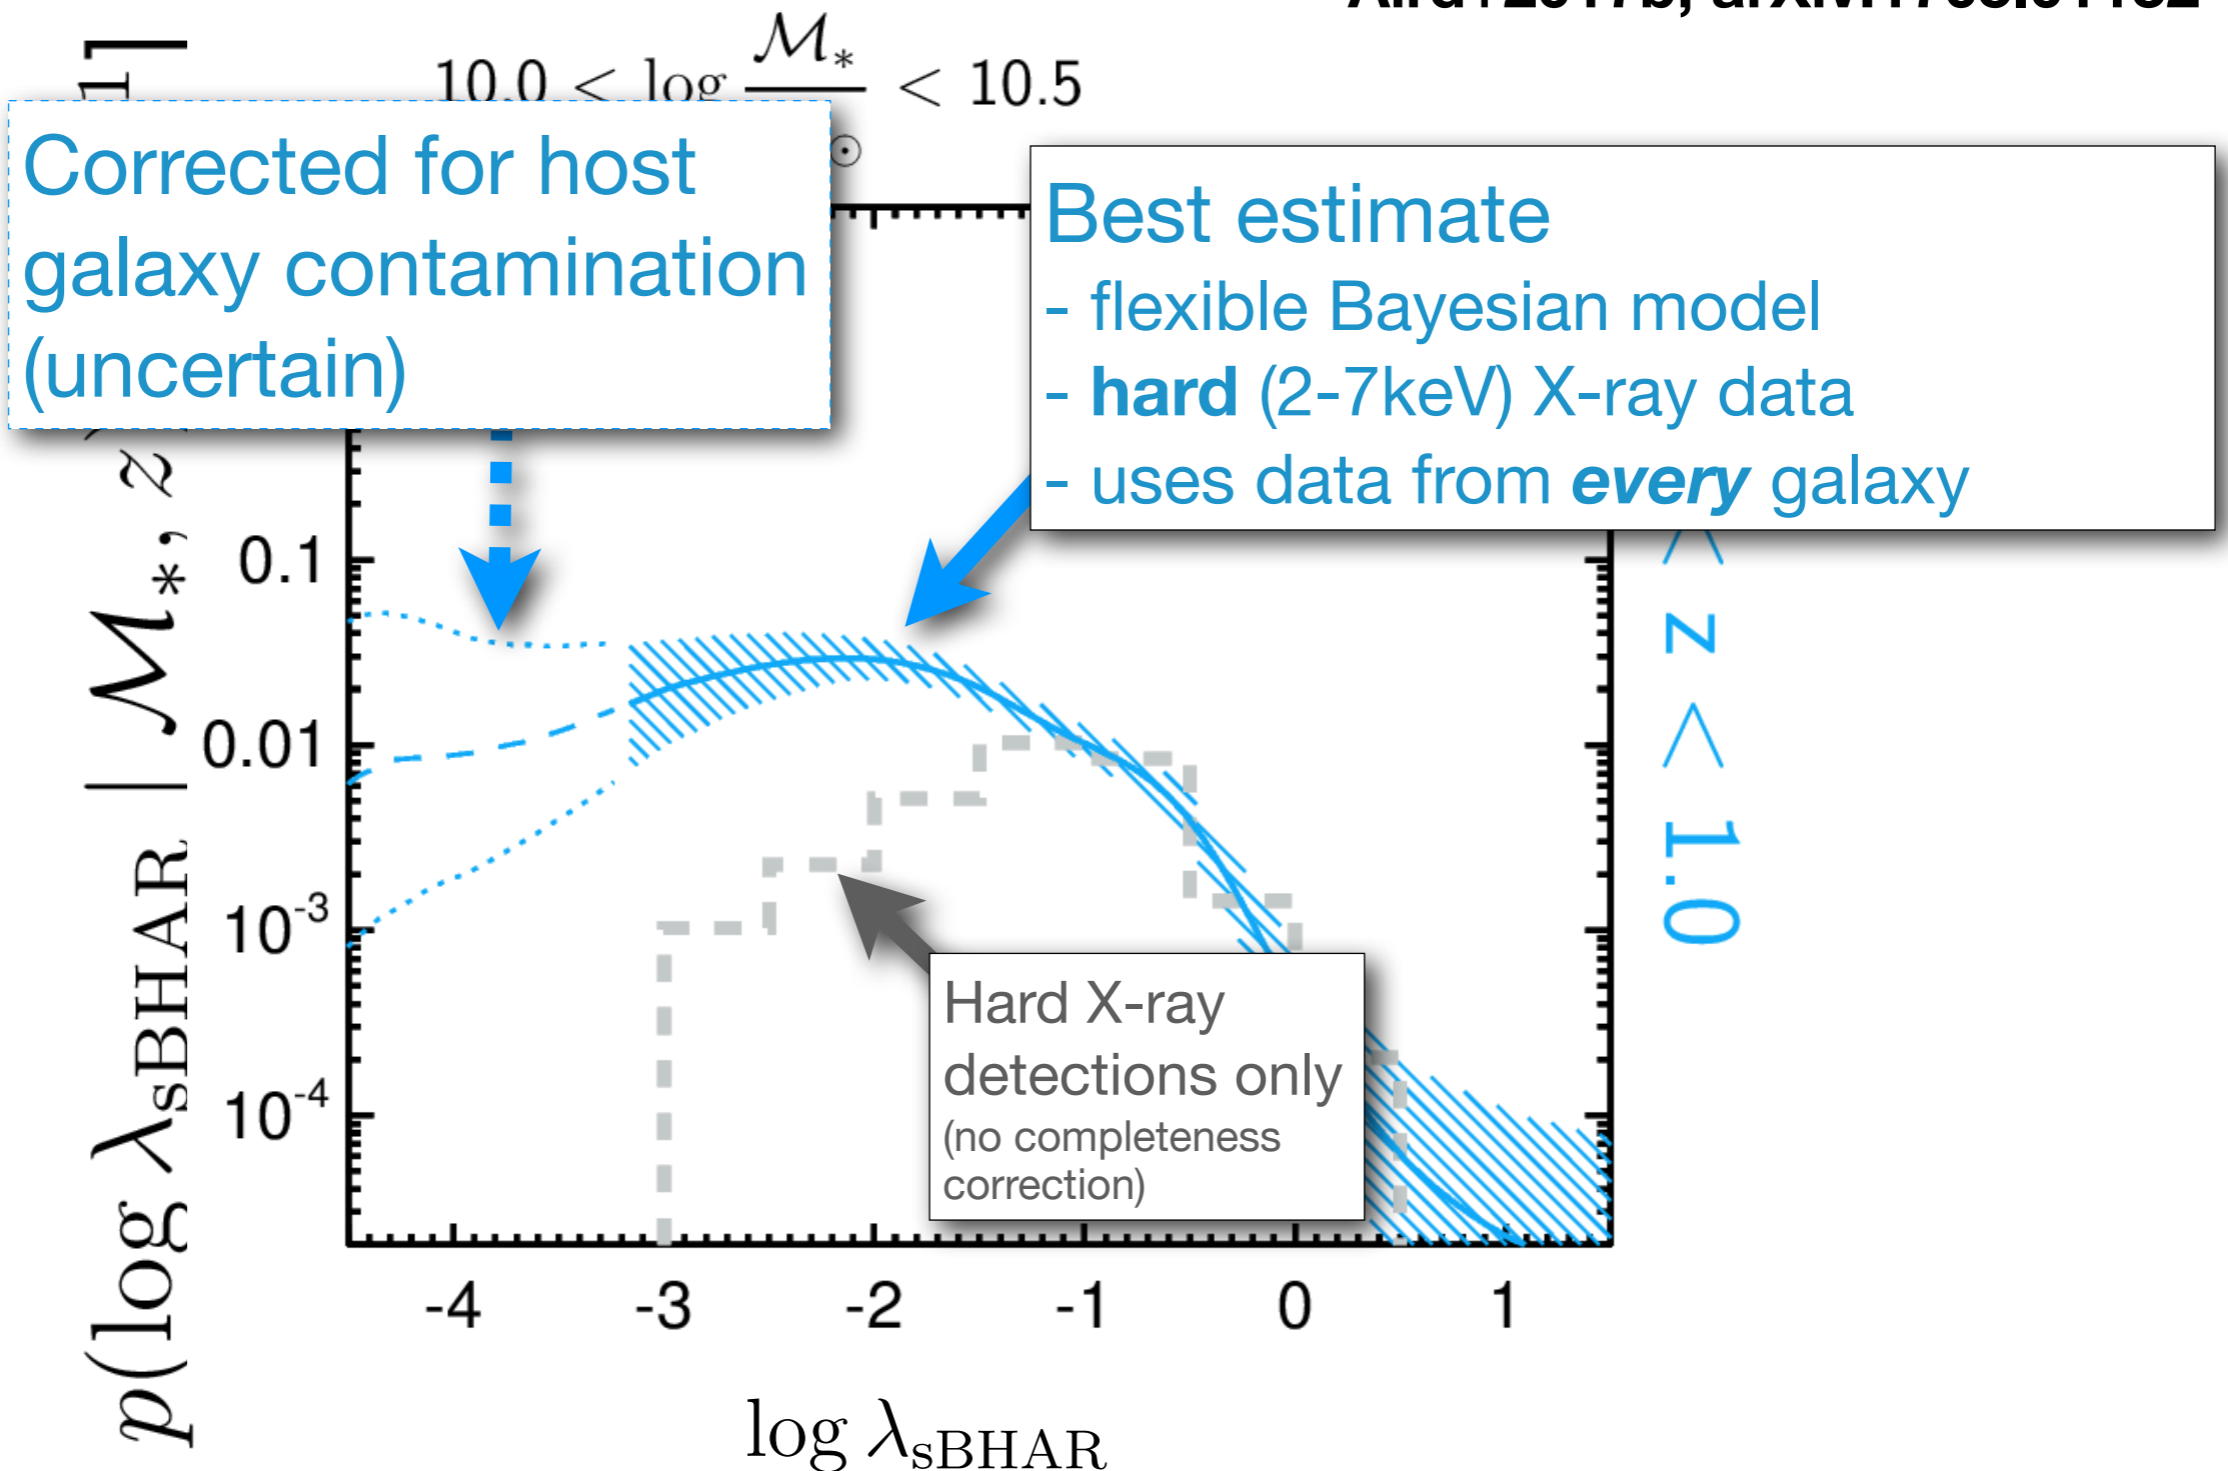 10.0 < log M* < 10.5
⊙
1]
Corrected for host
galaxy contamination
(uncertain)
Best estimate
- flexible Bayesian model
- hard (2-7keV) X-ray data
- uses data from every galaxy
p(log λsBHAR | M*, z)
0.1
0.01
10-3
10-4
< z < 1.0
Hard X-ray
detections only
(no completeness
correction)
-4 -3 -2 -1 0 1
log λsBHAR